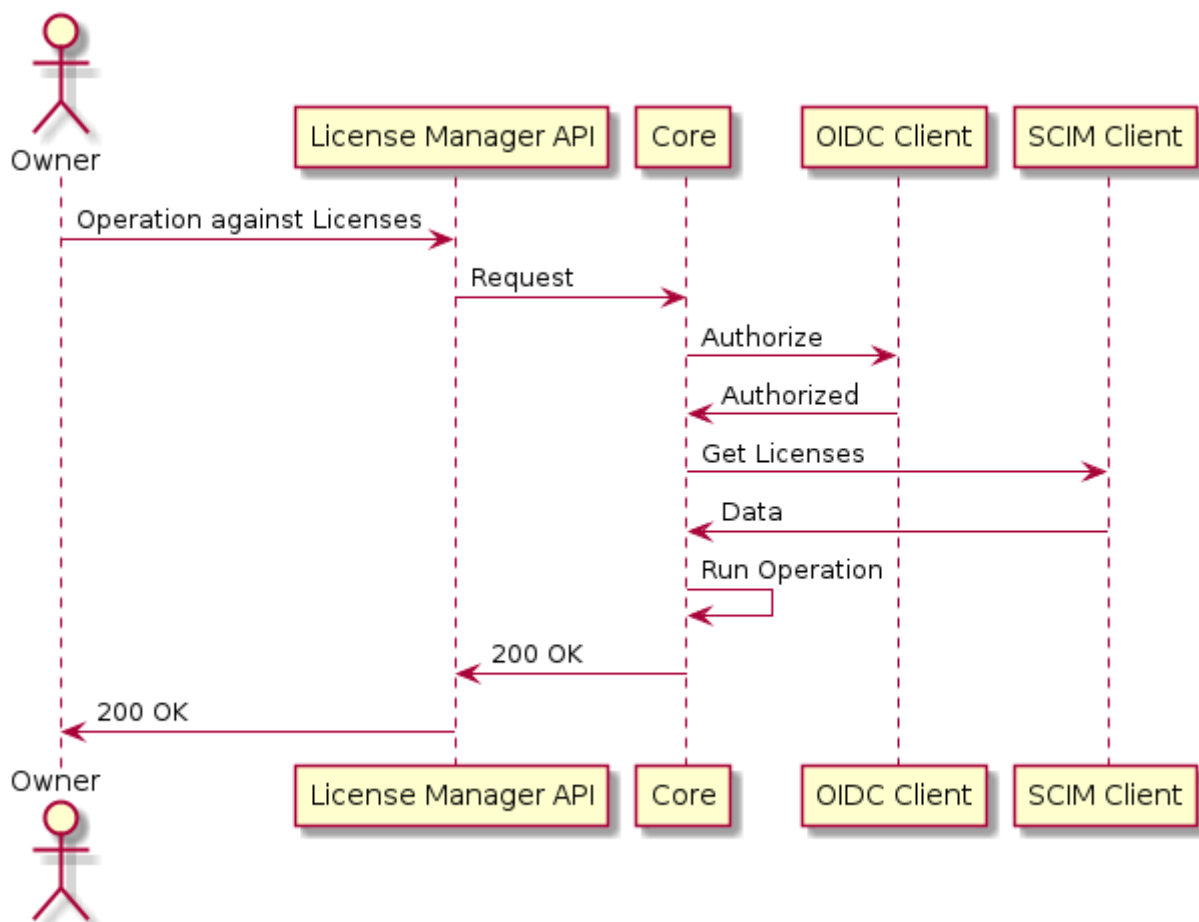 Owner
License Manager API
Core
OIDC Client
SCIM Client
Operation against Licenses
Request
Authorize
Authorized
Get Licenses
Data
Run Operation
200 OK
200 OK
Owner
License Manager API
Core
OIDC Client
SCIM Client